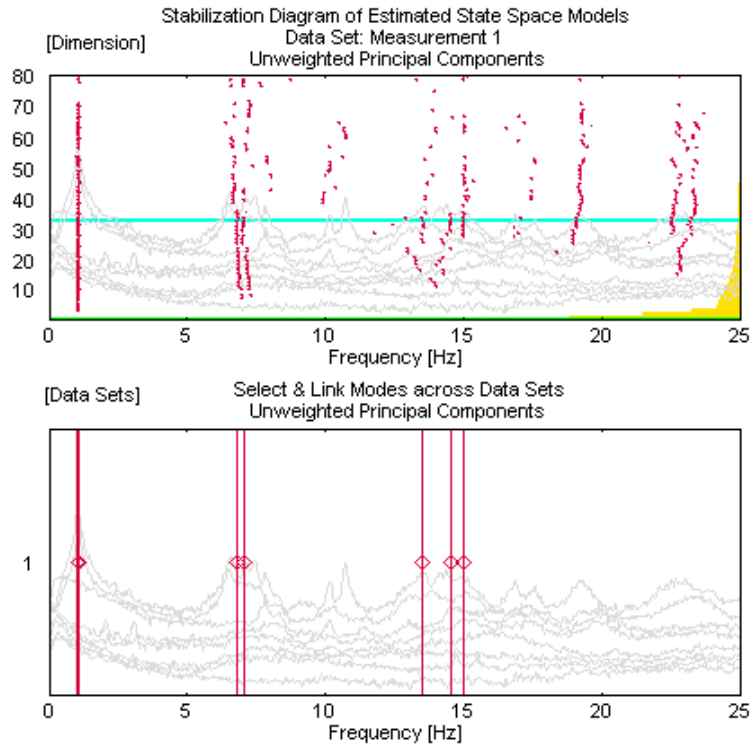 Stabilization Diagram of Estimated State Space Models
[Dimension]
Data Set: Measurement 1
Unweighted Principal Components
80
70
60
50
40
30
20
10
0 5 10 15 20 25
Frequency [Hz]
[Data Sets]
Select & Link Modes across Data Sets
Unweighted Principal Components
1
0 5 10 15 20 25
Frequency [Hz]